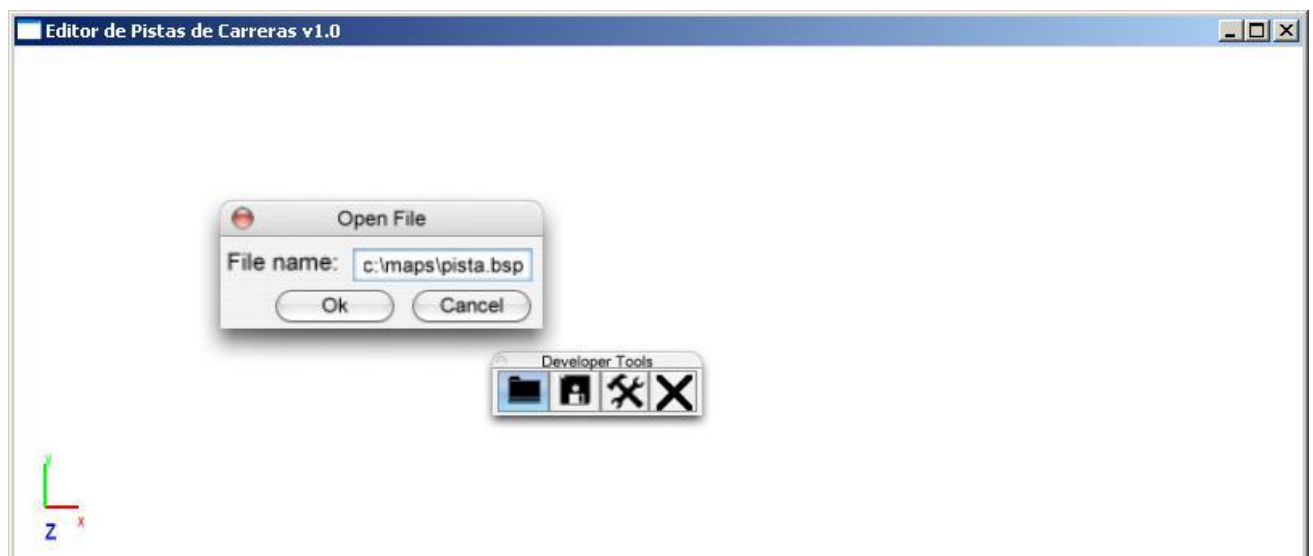 Editor de Pistas de Carreras v1.0
Open File
File name: c:\maps\pista.bsp
Ok Cancel
Developer Tools
y
Z x